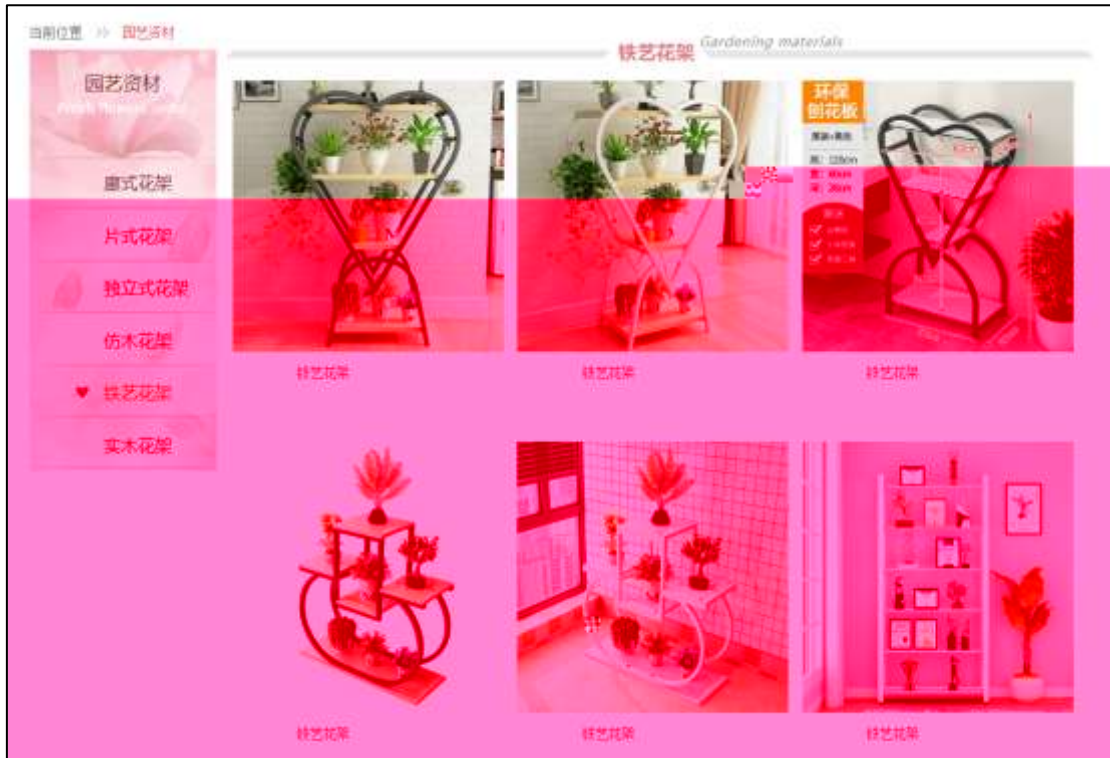 当前位置 >> 园艺资材
铁艺花架 Gardening materials
园艺资材
窗式花架
片式花架
独立式花架
仿木花架
铁艺花架
实木花架
环保
刨花板
高: 120cm
铁艺花架
铁艺花架
铁艺花架
铁艺花架
铁艺花架
铁艺花架